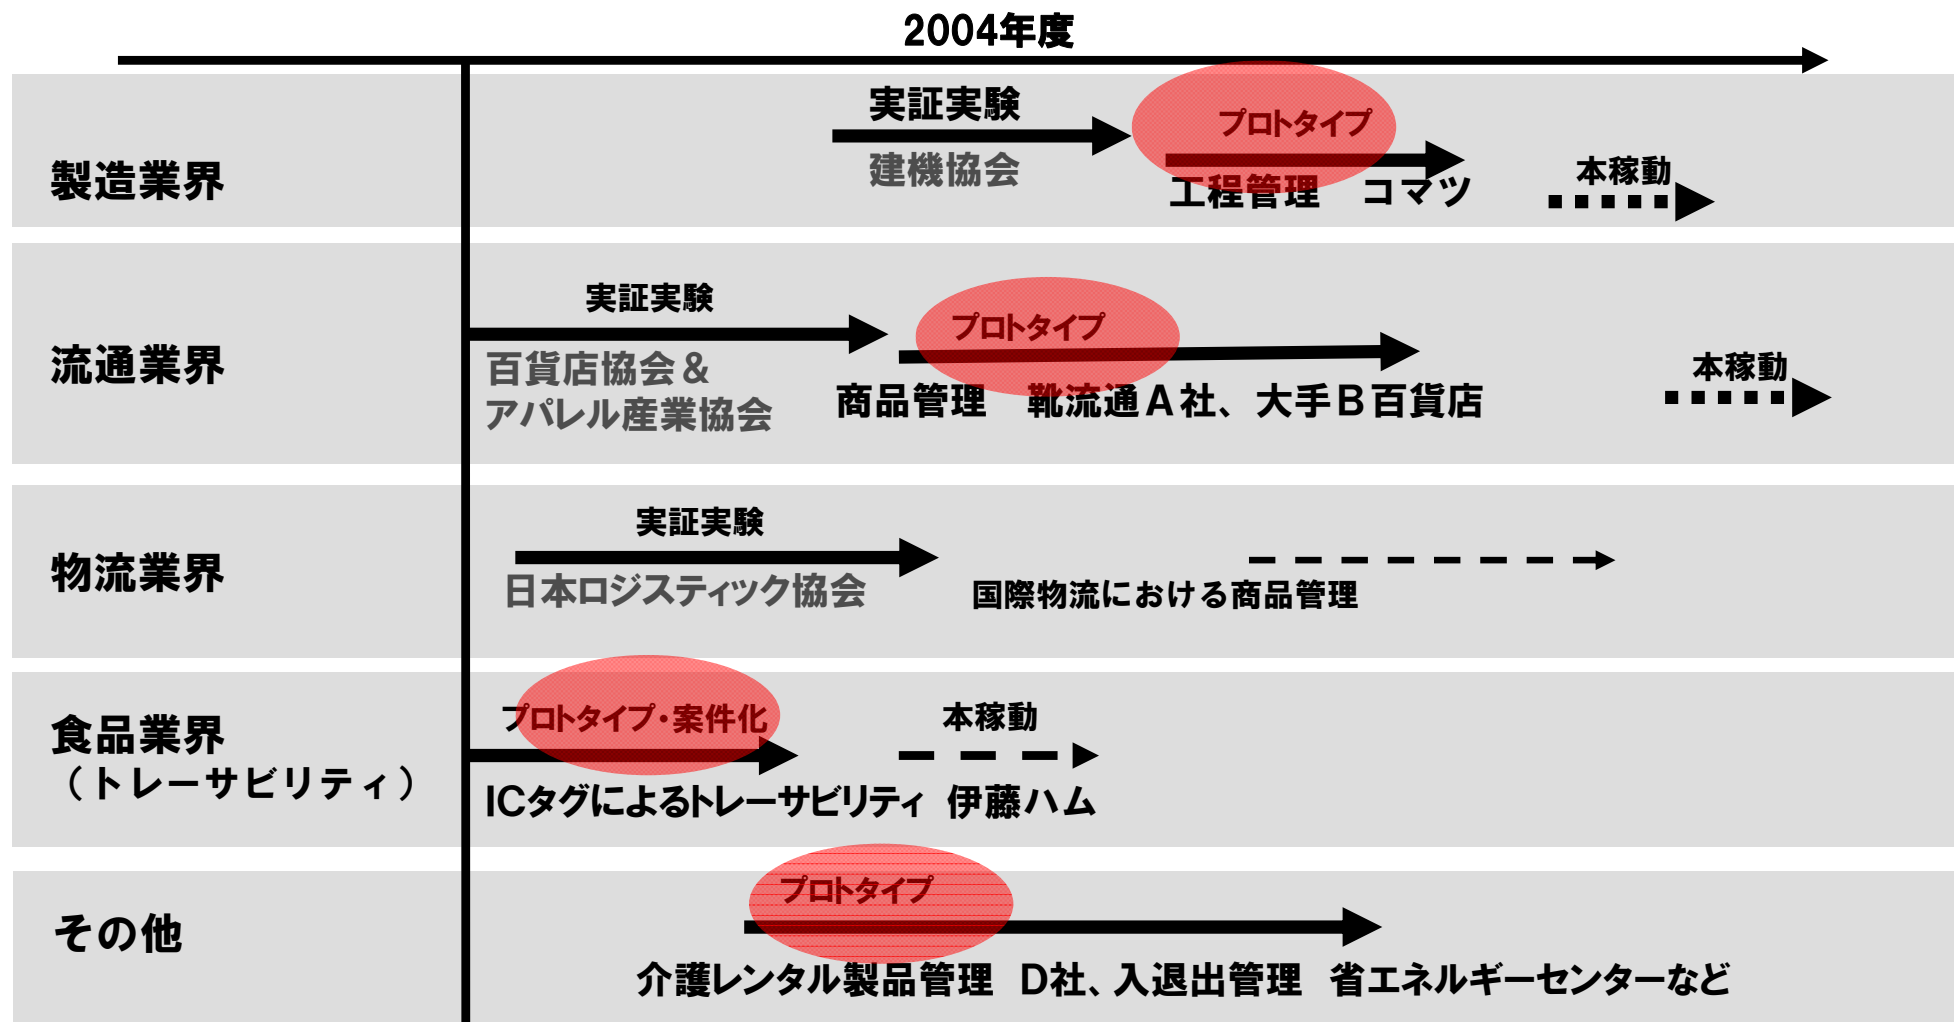 2004年度
製造業界
実証実験
建機協会
プロトタイプ
工程管理　コマツ
本稼動
流通業界
実証実験
百貨店協会＆
アパレル産業協会
プロトタイプ
商品管理　靴流通Ａ社、大手Ｂ百貨店
本稼動
物流業界
実証実験
日本ロジスティック協会
国際物流における商品管理
食品業界
（トレーサビリティ）
プロトタイプ・案件化
ICタグによるトレーサビリティ 伊藤ハム
本稼動
その他
プロトタイプ
介護レンタル製品管理　D社、入退出管理　省エネルギーセンターなど